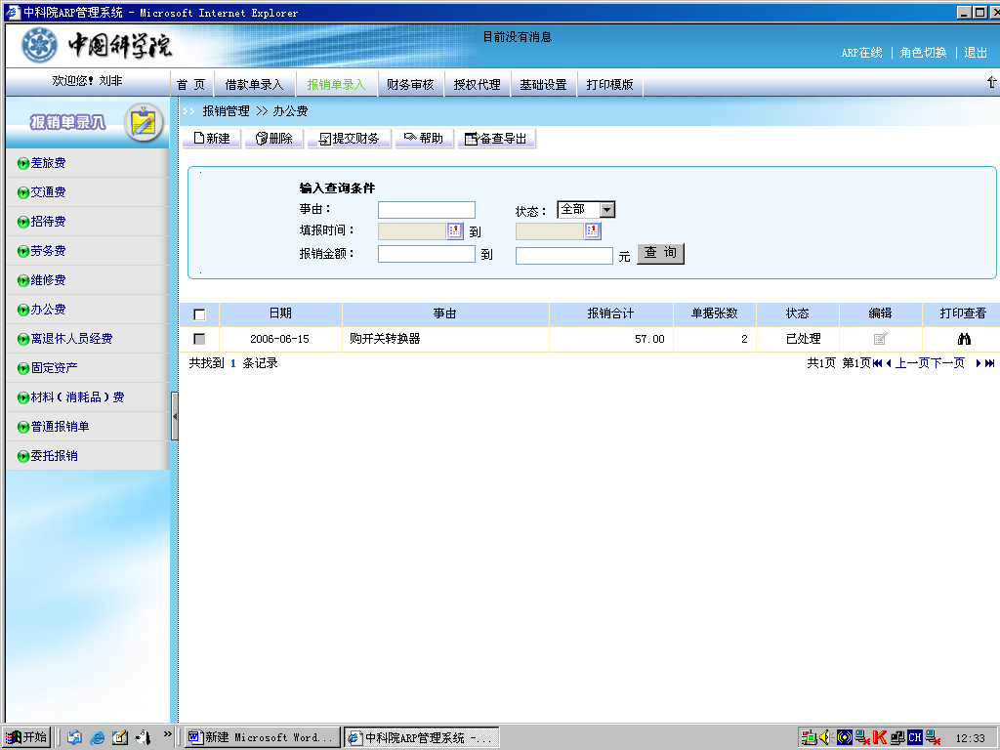 中科院ARP管理系统 - Microsoft Internet Explorer
中国科学院
目前没有消息
ARP在线 | 角色切换 | 退出
欢迎您! 刘非
首 页 借款单录入 报销单录入 财务审核 授权代理 基础设置 打印模版
报销单录入
报销管理 >> 办公费
新建 删除 提交财务 帮助 备查导出
差旅费
交通费
招待费
劳务费
维修费
办公费
离退休人员经费
固定资产
材料(消耗品)费
普通报销单
委托报销
输入查询条件
事由: 状态: 全部
填报时间: 到
报销金额: 到 元 查 询
日期 事由 报销合计 单据张数 状态 编辑 打印查看
2006-06-15 购开关转换器 57.00 2 已处理
共找到 1 条记录 共1页 第1页 上一页下一页
开始 新建 Microsoft Word... 中科院ARP管理系统 -... CH 12:33